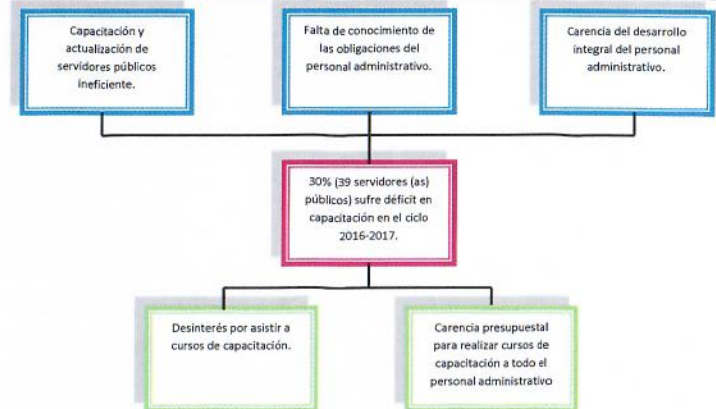 Capacitación y
actualización de
servidores públicos
ineficiente.
Falta de conocimiento de
las obligaciones del
personal administrativo.
Carencia del desarrollo
integral del personal
administrativo.
30% (39 servidores (as)
públicos) sufre déficit en
capacitación en el ciclo
2016-2017.
Desinterés por asistir a
cursos de capacitación.
Carencia presupuestal
para realizar cursos de
capacitación a todo el
personal administrativo